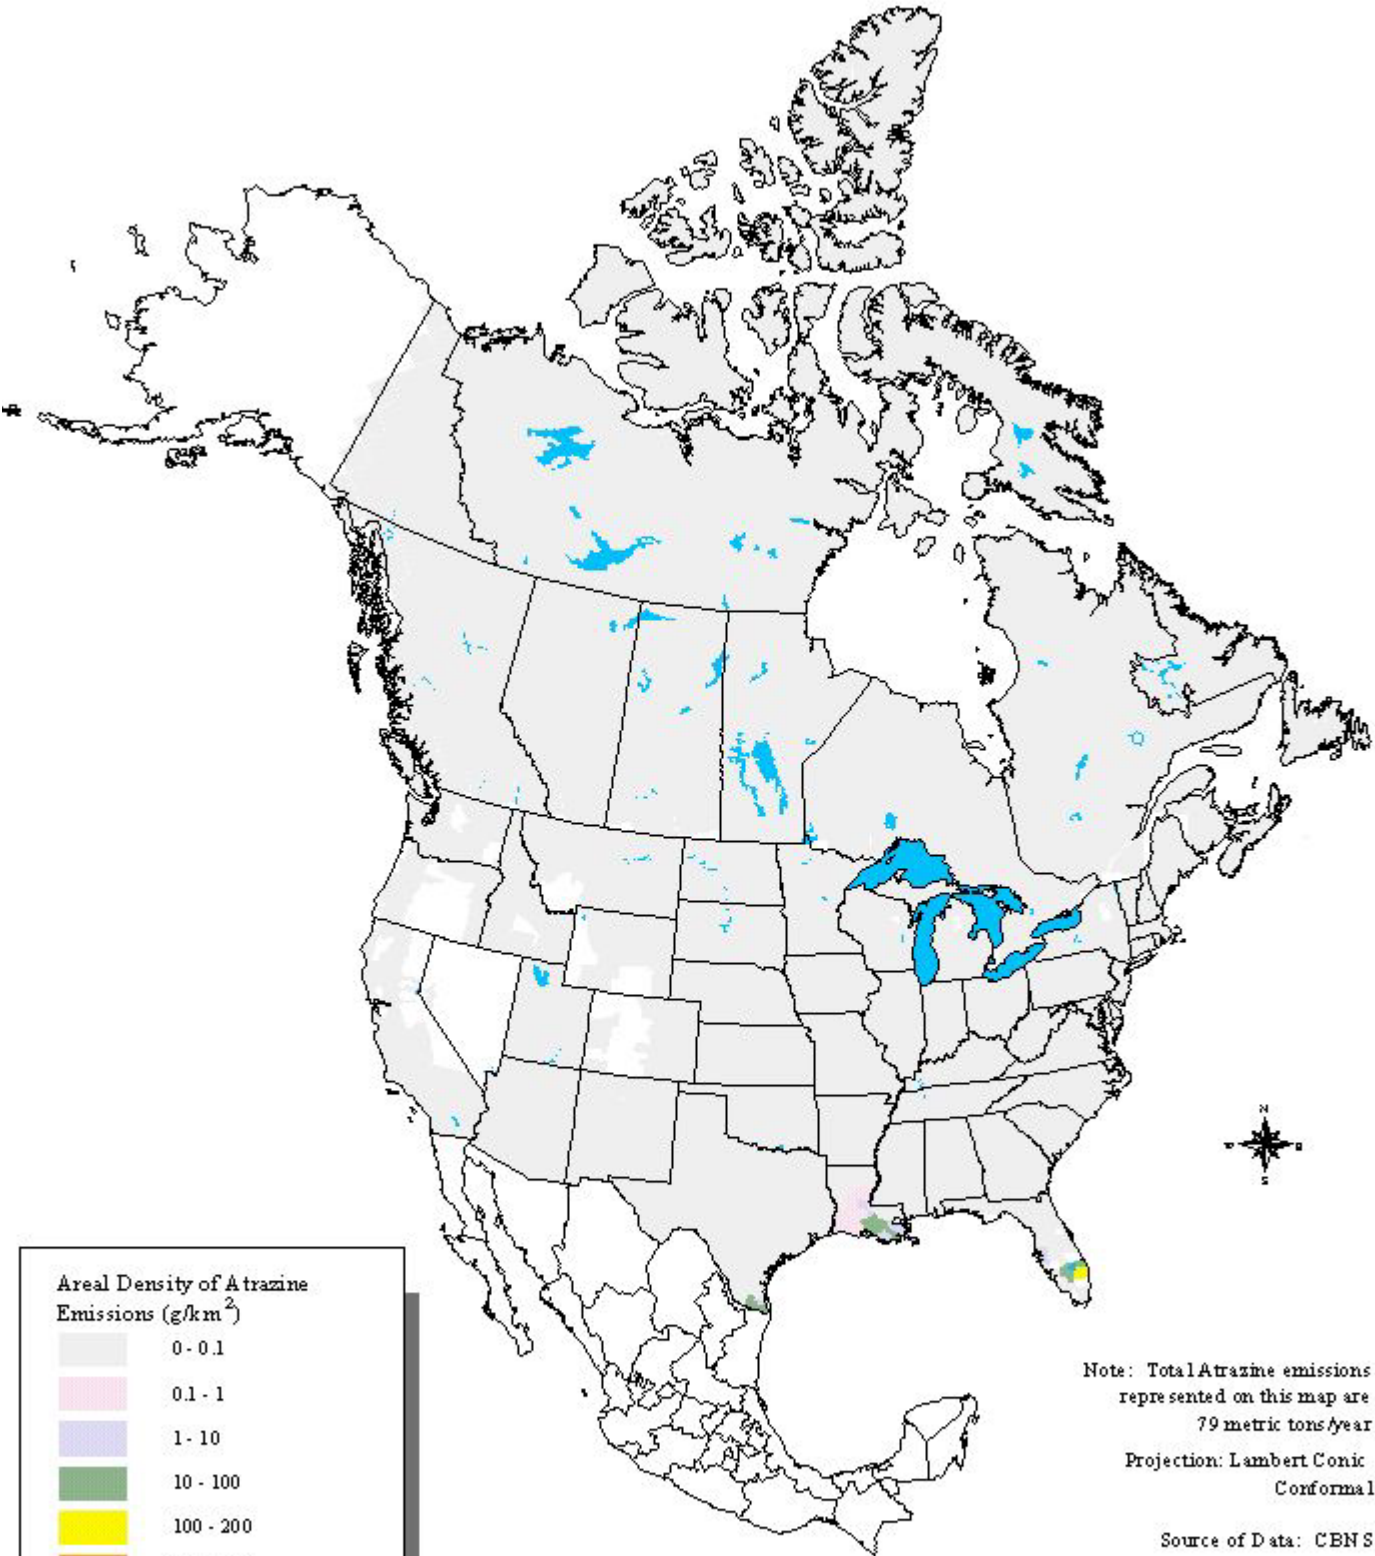 N
S
Areal Density of Atrazine
Emissions (g/km2)
0 - 0.1
0.1 - 1
1 - 10
10 - 100
100 - 200
Note: Total Atrazine emissions
represented on this map are
79 metric tons/year
Projection: Lambert Conic
Conformal
Source of Data: CBNS